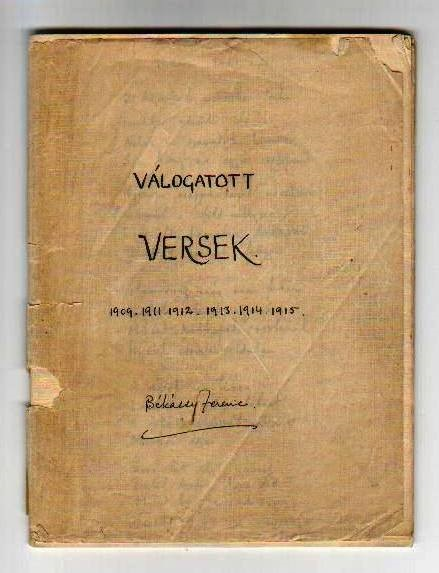 VÁLOGATOTT
VERSEK.
1909. 1911. 1912. 1913. 1914. 1915.
Békássy Ferenc.